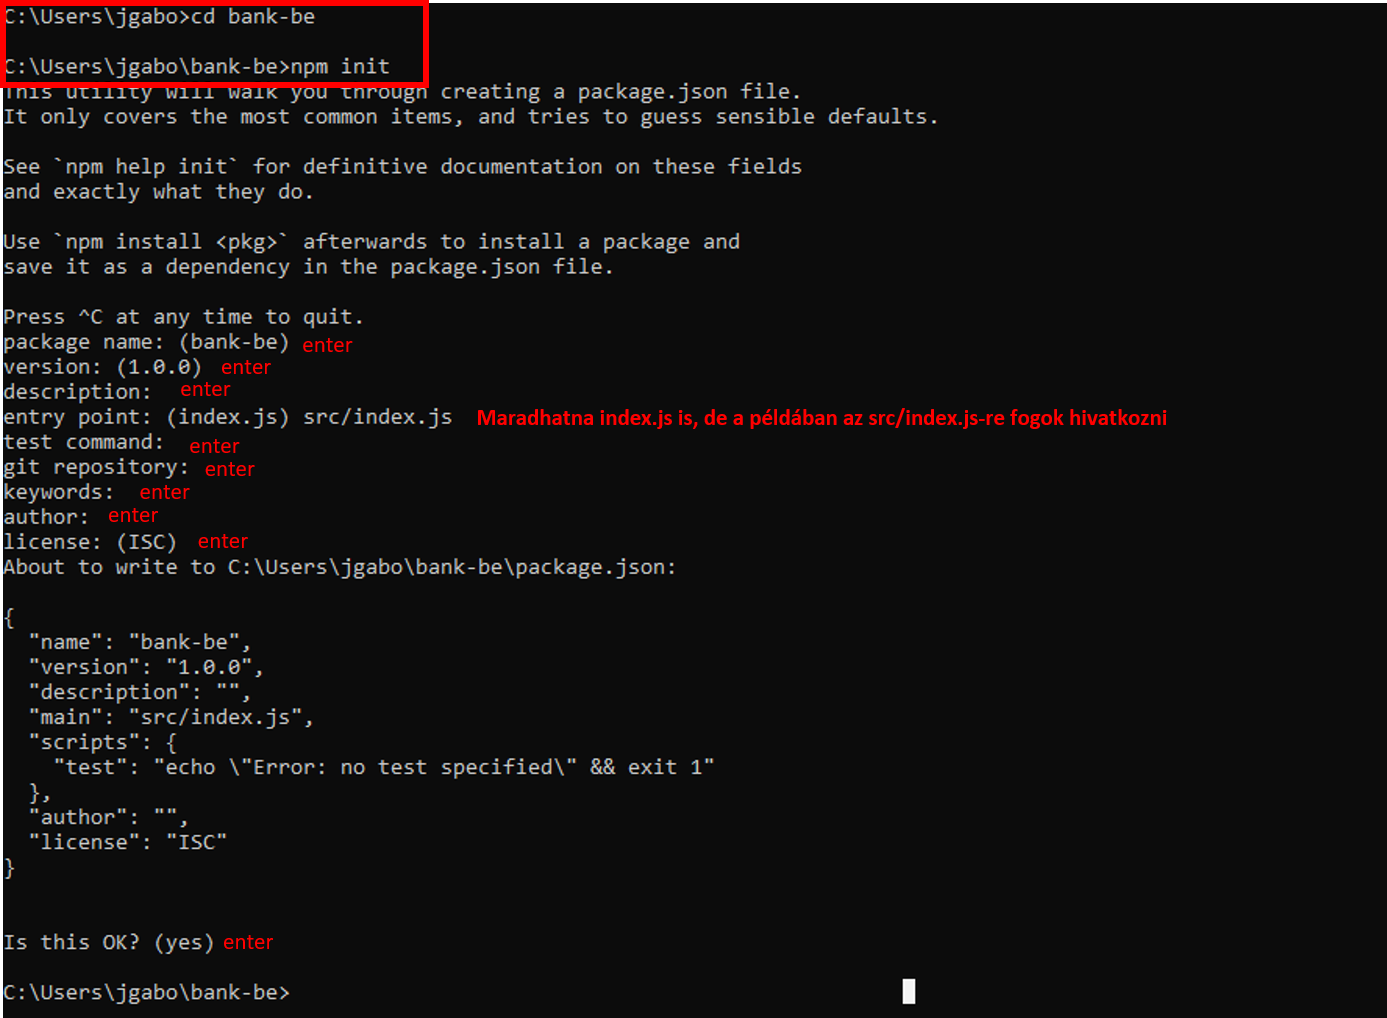 C:\Users\jgabo>cd bank-be
C:\Users\jgabo\bank-be>npm init
This utility will walk you through creating a package.json file.
It only covers the most common items, and tries to guess sensible defaults.
See `npm help init` for definitive documentation on these fields
and exactly what they do.
Use `npm install <pkg>` afterwards to install a package and
save it as a dependency in the package.json file.
Press ^C at any time to quit.
package name: (bank-be) enter
version: (1.0.0) enter
description: enter
entry point: (index.js) src/index.js Maradhatna index.js is, de a példában az src/index.js-re fogok hivatkozni
test command: enter
git repository: enter
keywords: enter
author: enter
license: (ISC) enter
About to write to C:\Users\jgabo\bank-be\package.json:
{
  "name": "bank-be",
  "version": "1.0.0",
  "description": "",
  "main": "src/index.js",
  "scripts": {
    "test": "echo \"Error: no test specified\" && exit 1"
  },
  "author": "",
  "license": "ISC"
}
Is this OK? (yes) enter
C:\Users\jgabo\bank-be>